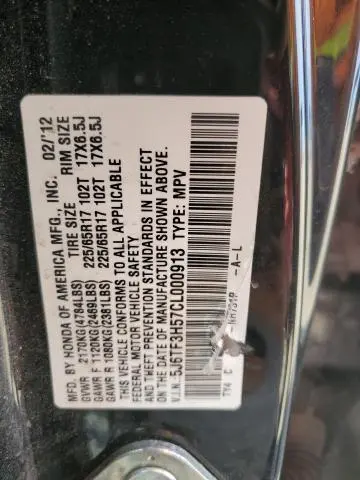 MFD. BY HONDA OF AMERICA MFG., INC. 02/'12
TIRE SIZE RIM SIZE
GVWR 2170KG(4784LBS)
GAWR F 1120KG(2469LBS) 225/65R17 102T 17X6.5J
GAWR R 1080KG(2381LBS) 225/65R17 102T 17X6.5J
THIS VEHICLE CONFORMS TO ALL APPLICABLE
FEDERAL MOTOR VEHICLE SAFETY
AND THEFT PREVENTION STANDARDS IN EFFECT
ON THE DATE OF MANUFACTURE SHOWN ABOVE.
V.I.N.: 5J6TF3H57CL000913 TYPE: MPV
NH731P -A-L
TY4 C